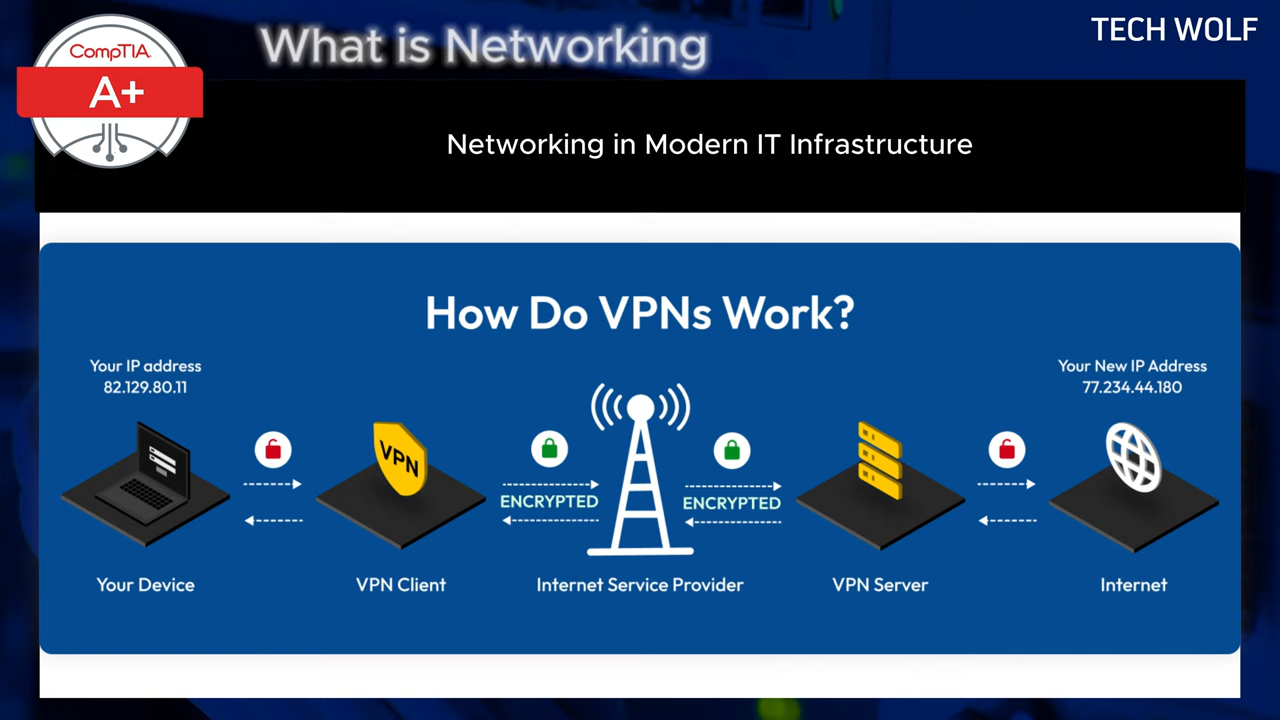 CompTIA.
A+
What is Networking
TECH WOLF
Networking in Modern IT Infrastructure
How Do VPNs Work?
Your IP address
82.129.80.11
Your New IP Address
77.234.44.180
VPN
ENCRYPTED
ENCRYPTED
Your Device
VPN Client
Internet Service Provider
VPN Server
Internet